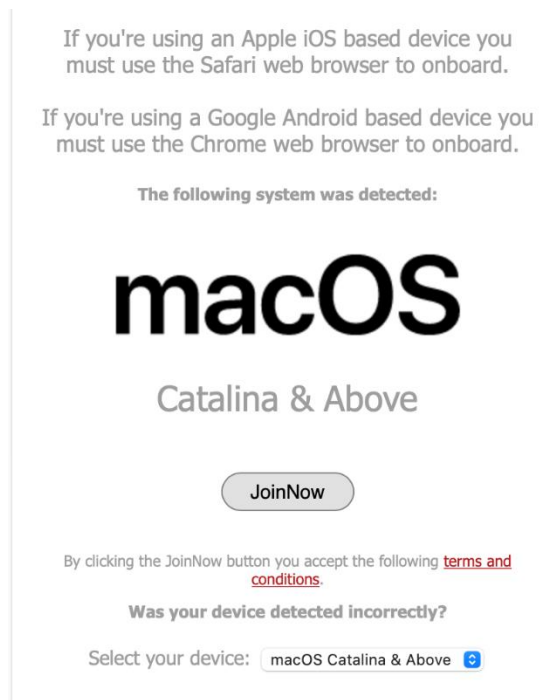 If you're using an Apple iOS based device you
must use the Safari web browser to onboard.
If you're using a Google Android based device you
must use the Chrome web browser to onboard.
The following system was detected:
macOS
Catalina & Above
JoinNow
By clicking the JoinNow button you accept the following terms and
conditions.
Was your device detected incorrectly?
Select your device: macOS Catalina & Above